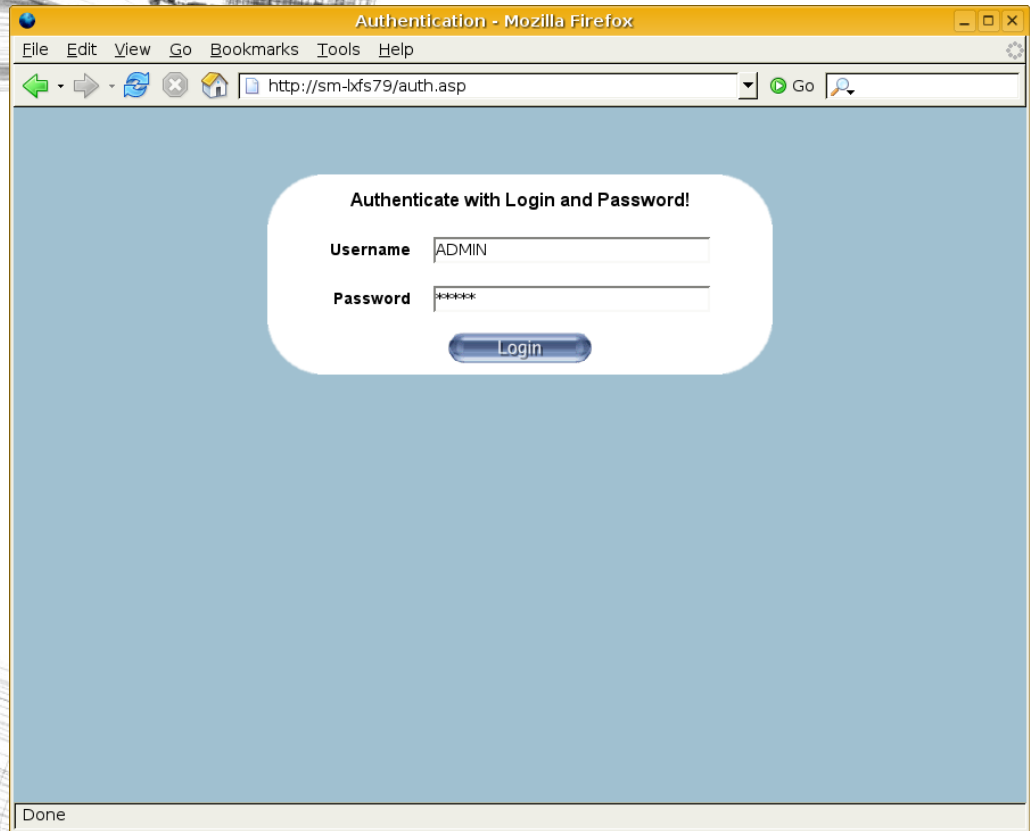 Authentication - Mozilla Firefox
File Edit View Go Bookmarks Tools Help
http://sm-lxfs79/auth.asp Go
Authenticate with Login and Password!
Username ADMIN
Password *****
Login
Done